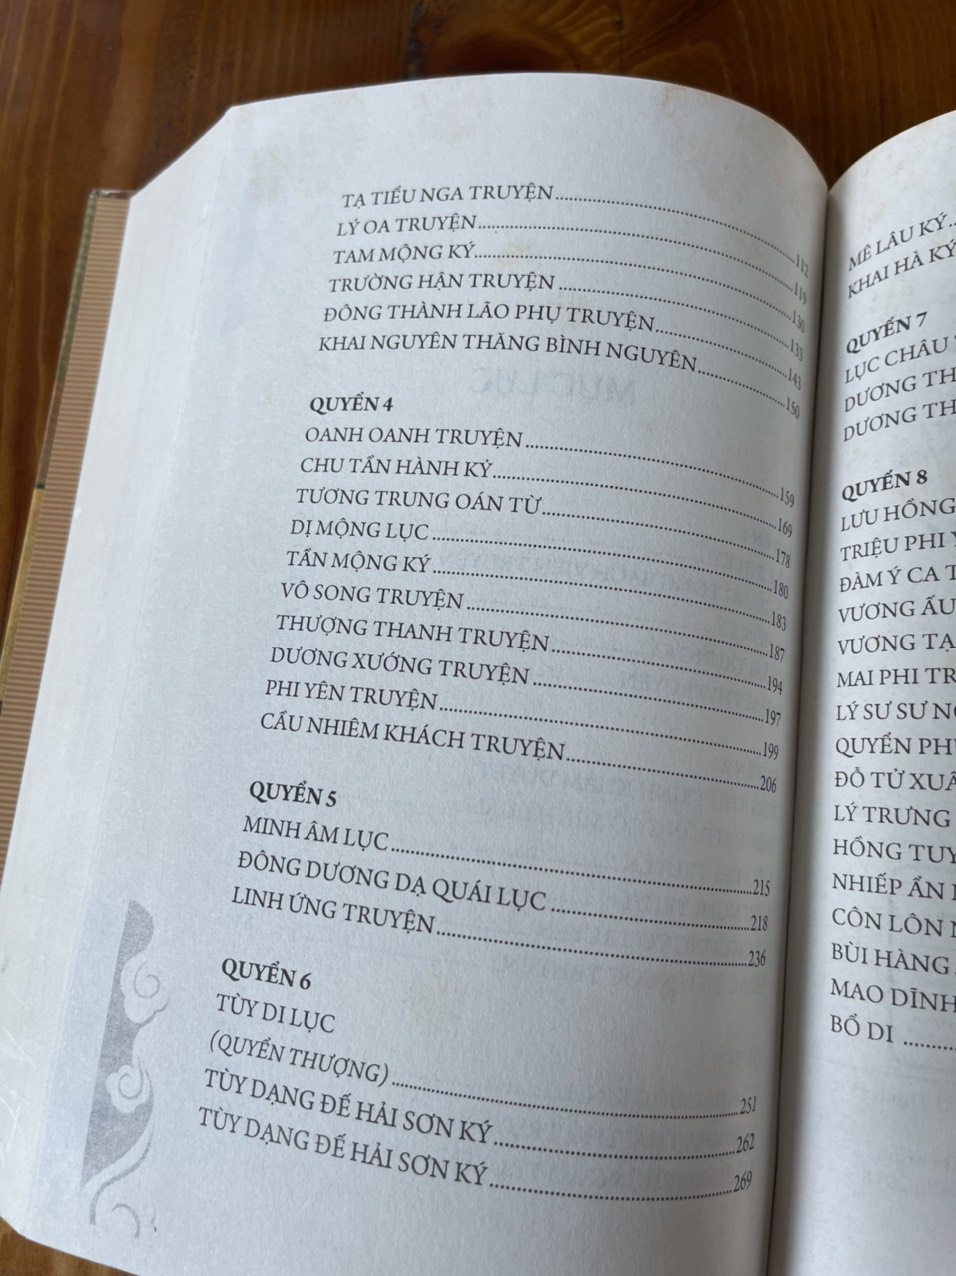 TẠ TIỂU NGA TRUYỆN 112
LÝ OA TRUYỆN 119
TAM MỘNG KÝ 130
TRƯỜNG HẬN TRUYỆN 133
ĐÔNG THÀNH LÃO PHỤ TRUYỆN 143
KHAI NGUYÊN THĂNG BÌNH NGUYÊN 150
QUYỂN 4
OANH OANH TRUYỆN 159
CHU TẦN HÀNH KỶ 169
TƯƠNG TRUNG OÁN TỪ 178
DỊ MỘNG LỤC 180
TẦN MỘNG KÝ 183
VÔ SONG TRUYỆN 187
THƯỢNG THANH TRUYỆN 194
DƯƠNG XƯỚNG TRUYỆN 197
PHI YÊN TRUYỆN 199
CẦU NHIÊM KHÁCH TRUYỆN 206
QUYỂN 5
MINH ÂM LỤC 215
ĐÔNG DƯƠNG DẠ QUÁI LỤC 218
LINH ỨNG TRUYỆN 236
QUYỂN 6
TÙY DI LỤC
(QUYỂN THƯỢNG) 251
TÙY DẠNG ĐẾ HẢI SƠN KÝ 262
TÙY DẠNG ĐẾ HẢI SƠN KÝ 269
MÊ LÂU KÝ
KHAI HÀ KÝ
QUYỂN 7
LỤC CHÂU
DƯƠNG TH
DƯƠNG TH
QUYỂN 8
LƯU HỒNG
TRIỆU PHI Y
ĐÀM Ý CA T
VƯƠNG ẤU
VƯƠNG TẠ
MAI PHI TR
LÝ SƯ SƯ NG
QUYỂN PHỤ
ĐỖ TỬ XUÂ
LÝ TRƯNG
HỒNG TUY
NHIẾP ẨN
CÔN LÔN
BÙI HÀNG
MAO DĨNH
BỔ DI